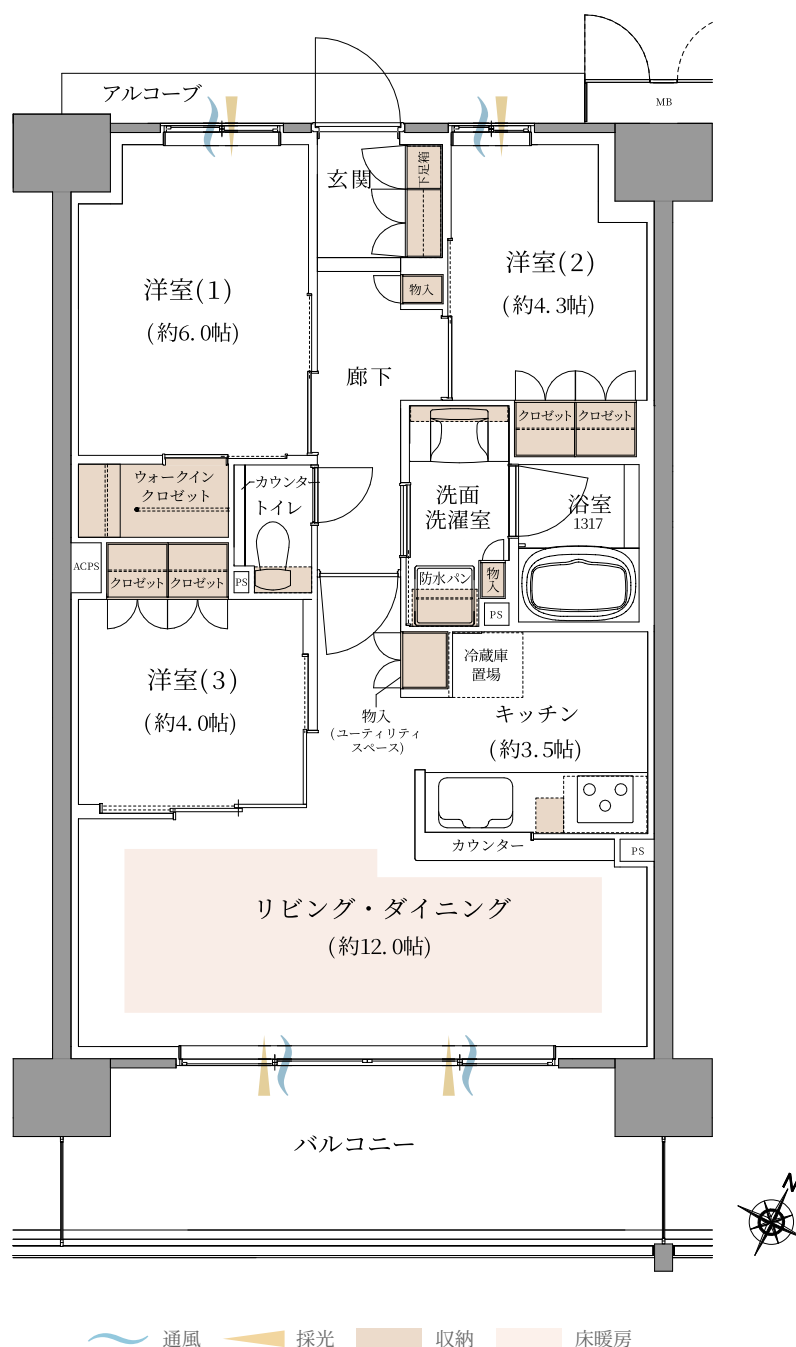 アルコーブ
MB
玄関
下足箱
洋室(2)
(約4.3帖)
洋室(1)
(約6.0帖)
物入
廊下
クロゼット
クロゼット
ウォークイン
クロゼット
カウンター
トイレ
洗面
洗濯室
浴室
1317
ACPS
クロゼット
クロゼット
PS
防水パン
物入
PS
洋室(3)
(約4.0帖)
冷蔵庫
置場
物入
(ユーティリティ
スペース)
キッチン
(約3.5帖)
カウンター
PS
リビング・ダイニング
(約12.0帖)
バルコニー
N
通風
採光
収納
床暖房